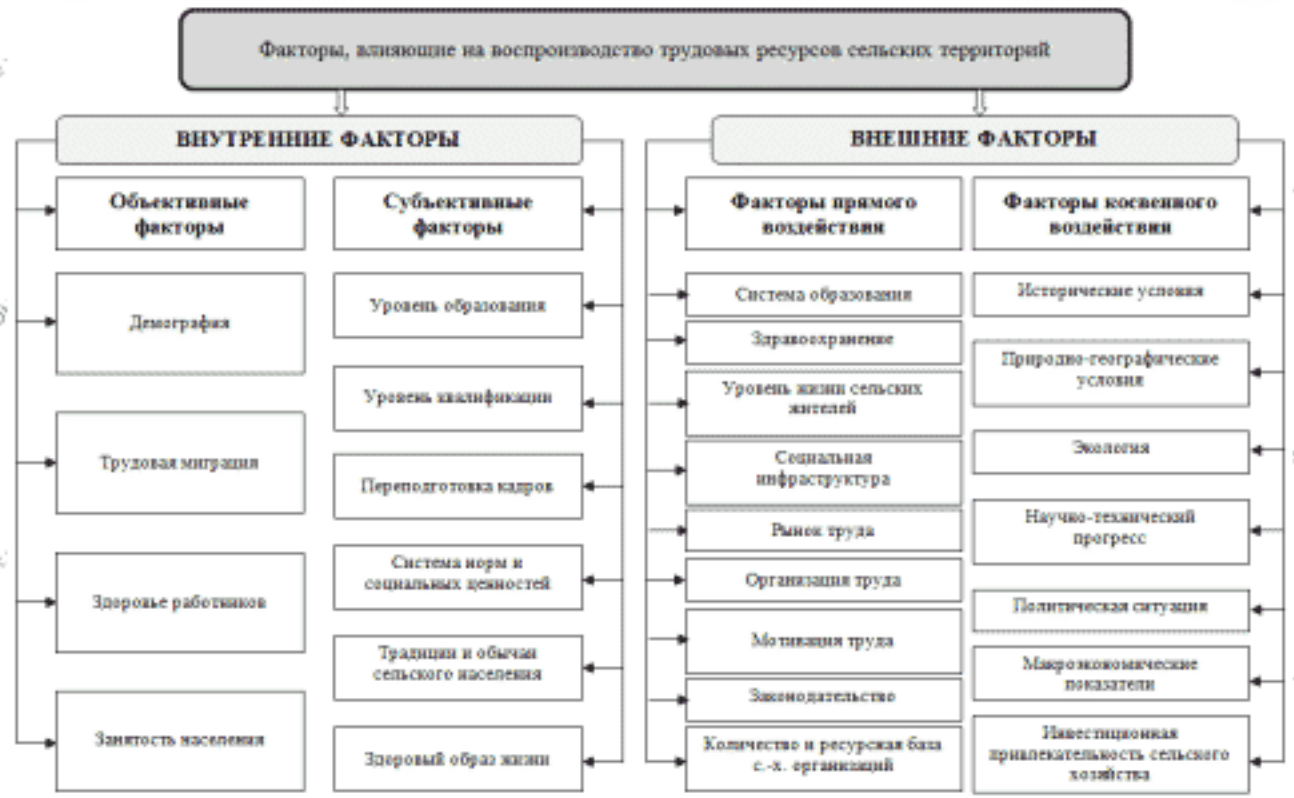 Факторы, влияющие на воспроизводство трудовых ресурсов сельских территорий
ВНУТРЕННИЕ ФАКТОРЫ
Объективные
факторы
Демография
Трудовая миграция
Здоровье работников
Занятость населения
Субъективные
факторы
Уровень образования
Уровень квалификации
Переподготовка кадров
Система норм и
социальных ценностей
Традиции и обычаи
сельского населения
Здоровый образ жизни
ВНЕШНИЕ ФАКТОРЫ
Факторы прямого
воздействия
Система образования
Здравоохранение
Уровень жизни сельских
жителей
Социальная
инфраструктура
Рынок труда
Организация труда
Мотивация труда
Законодательство
Количество и ресурсная база
с.-х. организаций
Факторы косвенного
воздействия
Исторические условия
Природно-географические
условия
Экология
Научно-технический
прогресс
Политическая ситуация
Макроэкономические
показатели
Инвестиционная
привлекательность сельского
хозяйства